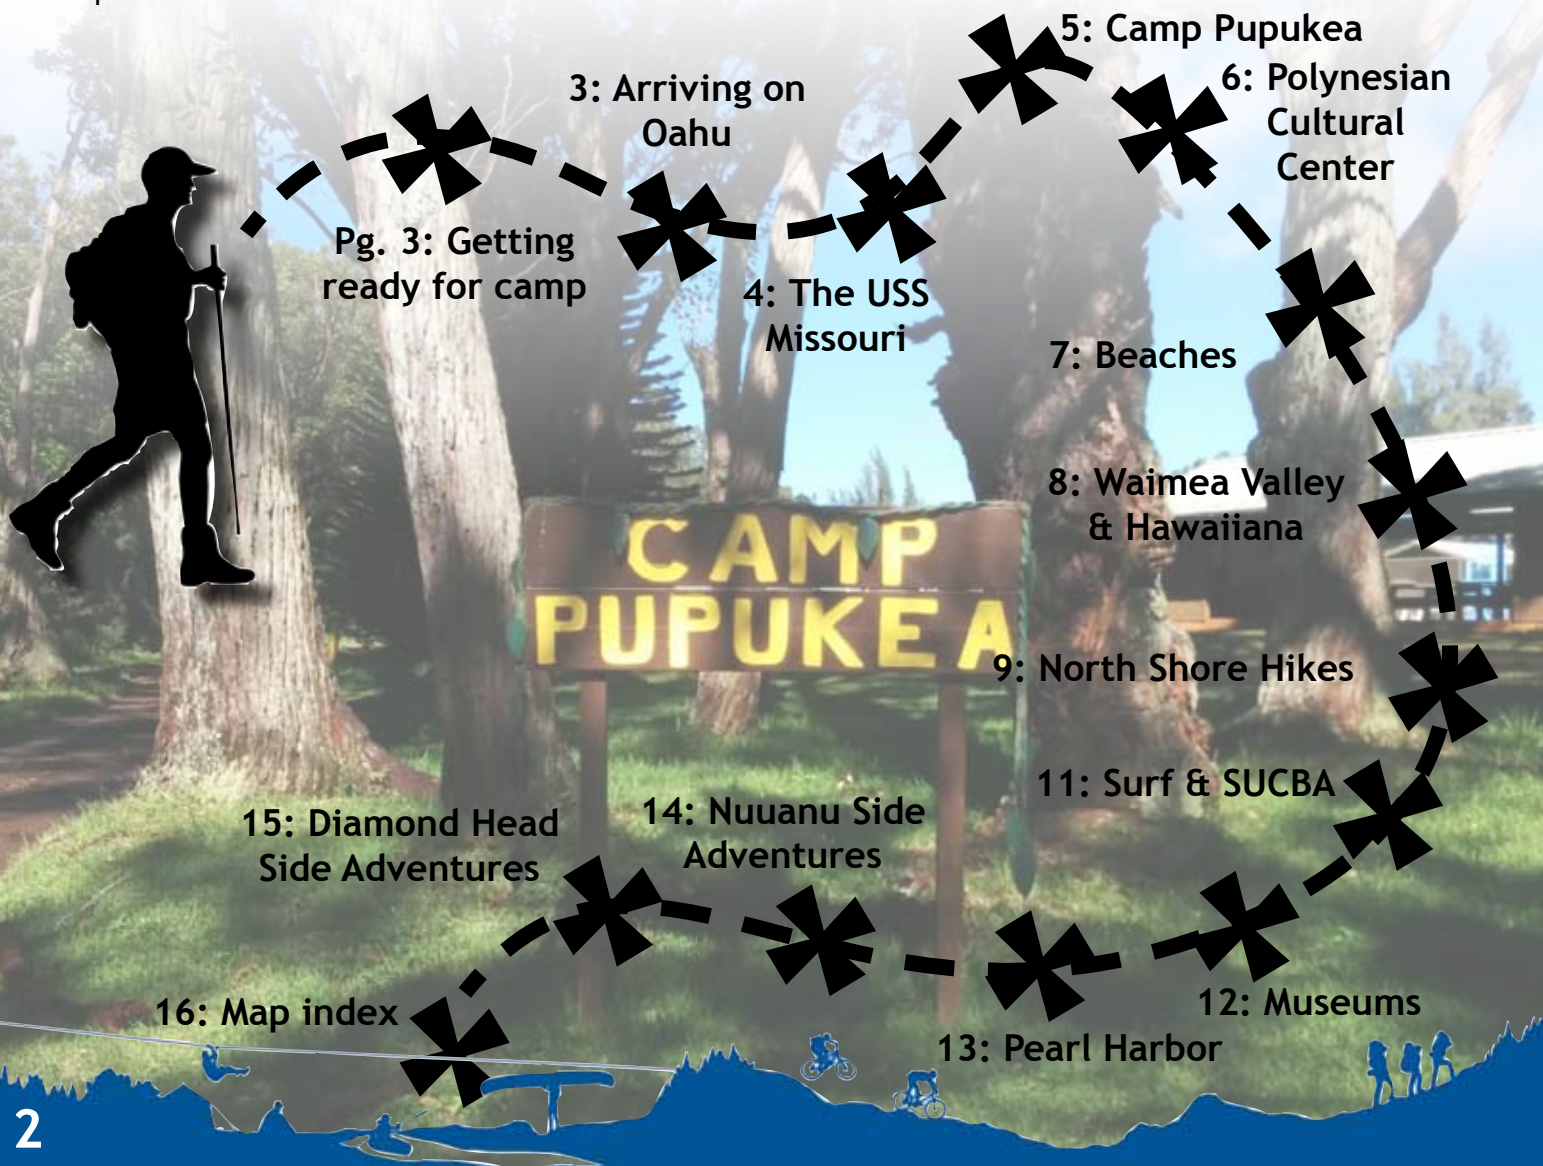 Pg. 3: Getting
ready for camp
3: Arriving on
Oahu
4: The USS
Missouri
5: Camp Pupukea
6: Polynesian
Cultural
Center
7: Beaches
8: Waimea Valley
& Hawaiiana
9: North Shore Hikes
11: Surf & SUCBA
12: Museums
13: Pearl Harbor
14: Nuuanu Side
Adventures
15: Diamond Head
Side Adventures
16: Map index
CAMP
PUPUKEA
2